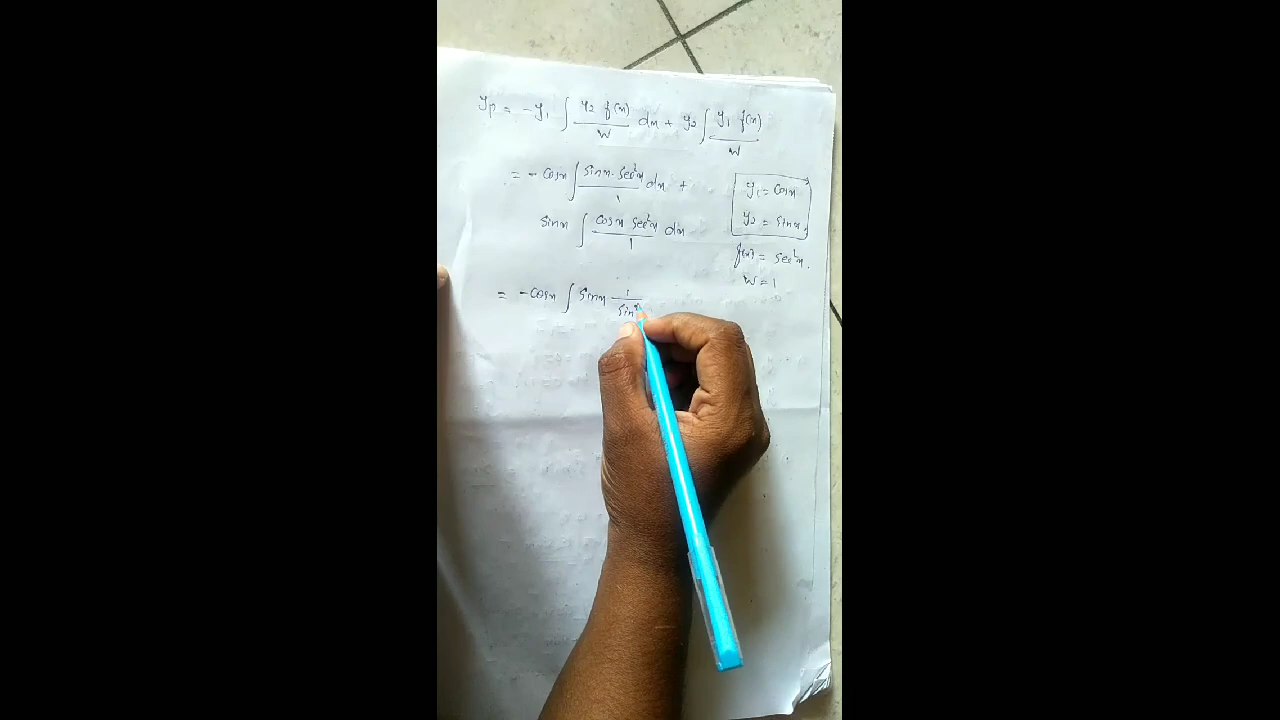 yp = -y₁ ∫ y₂ f(x)/W dx + y₂ ∫ y₁ f(x)/W
= - cosx ∫ sinx · sec²x/1 dx +
sinx ∫ cosx sec²x/1 dx
y₁ = cosx
y₂ = sinx
f(x) = sec²x.
W = 1
= -cosx ∫ sinx 1/sin²